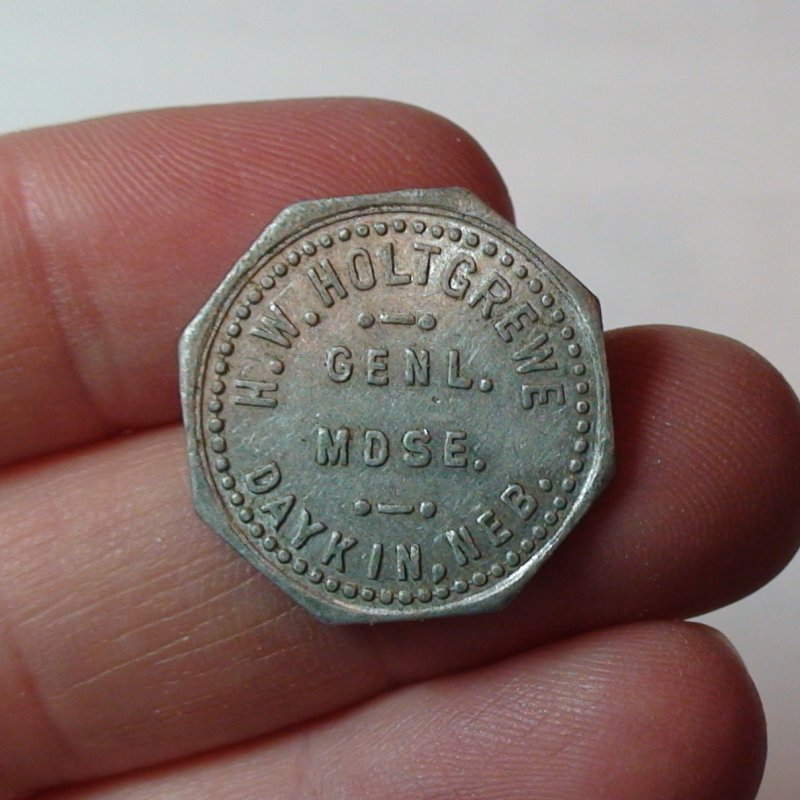 H.W. HOLTGREWE
GENL.
MDSE.
DAYKIN, NEB.